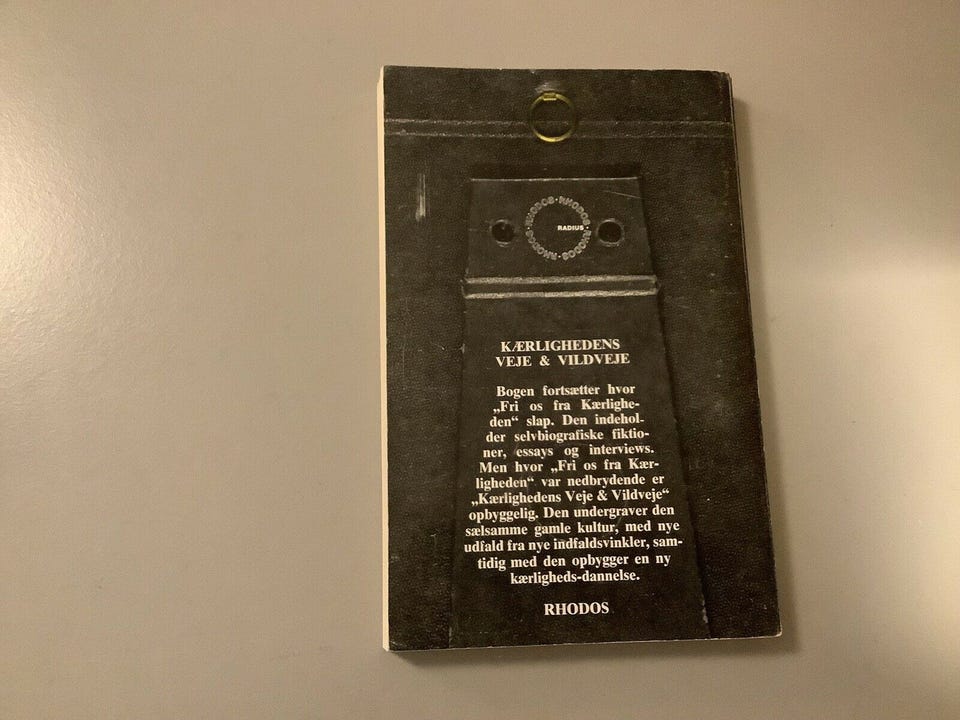 RHODOS · RHODOS · RHODOS · RHODOS ·
RADIUS
KÆRLIGHEDENS
VEJE & VILDVEJE
Bogen fortsætter hvor
„Fri os fra Kærlighe-
den“ slap. Den indehol-
der selvbiografiske fiktio-
ner, essays og interviews.
Men hvor „Fri os fra Kær-
ligheden“ var nedbrydende er
„Kærlighedens Veje & Vildveje“
opbyggelig. Den undergraver den
sælsamme gamle kultur, med nye
udfald fra nye indfaldsvinkler, sam-
tidig med den opbygger en ny
kærligheds-dannelse.
RHODOS